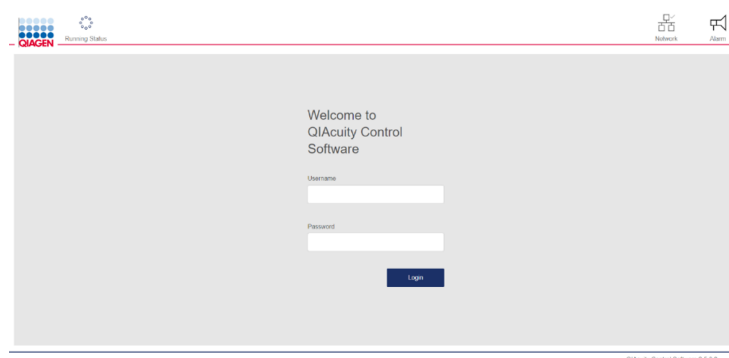 QIAGEN
Running Status
Network
Alarm
Welcome to
QIAcuity Control
Software
Username
Password
Login